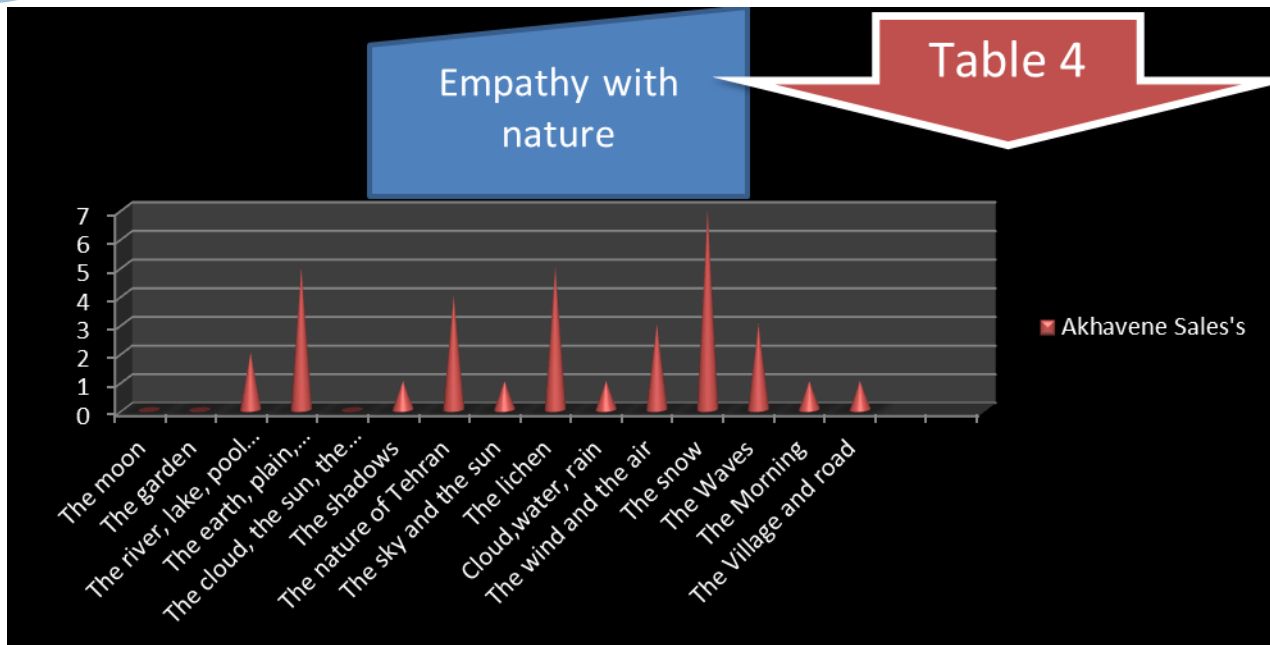 Empathy with
nature
Table 4
7
6
5
4
3
2
1
0
The moon
The garden
The river, lake, pool...
The earth, plain,...
The cloud, the sun, the...
The shadows
The nature of Tehran
The sky and the sun
The lichen
Cloud,water, rain
The wind and the air
The snow
The Waves
The Morning
The Village and road
Akhavene Sales's